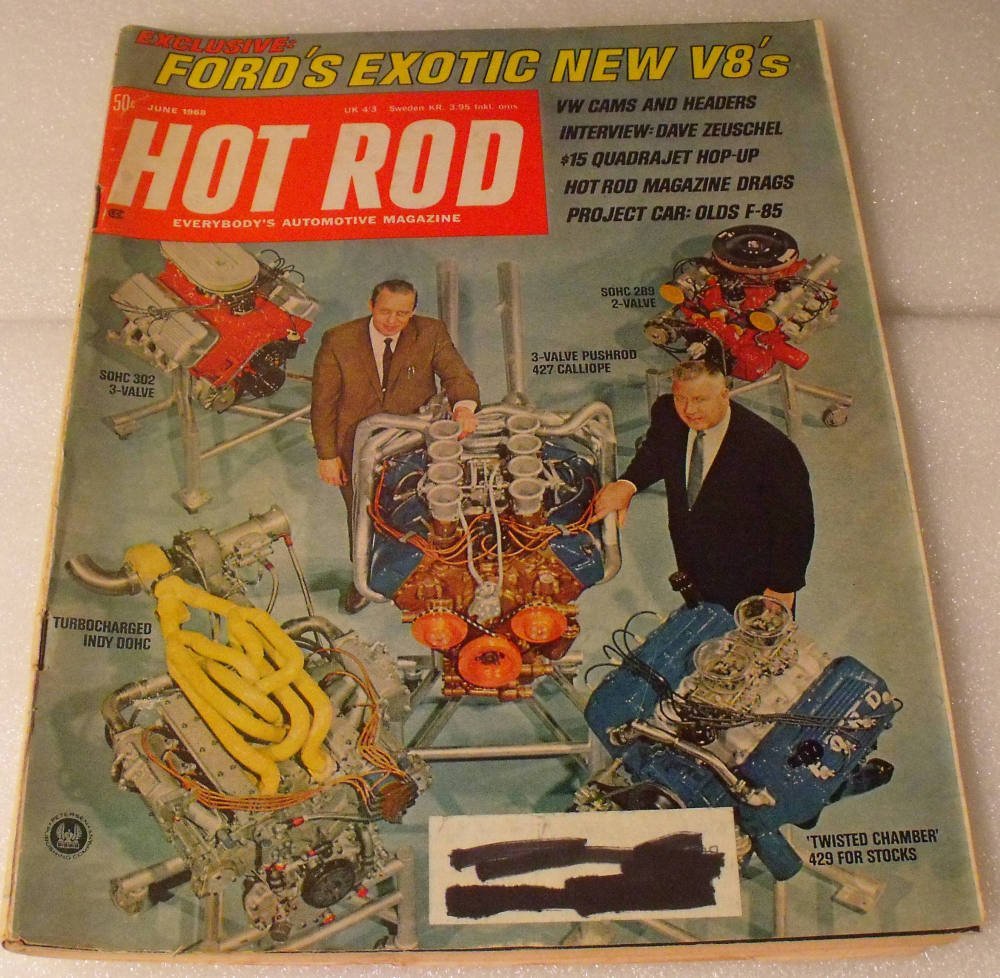 EXCLUSIVE:
FORD'S EXOTIC NEW V8's
50¢ JUNE 1968 UK 4'3 Sweden KR. 3.95 Inkl. oms
HOT ROD
EVERYBODY'S AUTOMOTIVE MAGAZINE
VW CAMS AND HEADERS
INTERVIEW: DAVE ZEUSCHEL
$15 QUADRAJET HOP-UP
HOT ROD MAGAZINE DRAGS
PROJECT CAR: OLDS F-85
SOHC 302
3-VALVE
3-VALVE PUSHROD
427 CALLIOPE
SOHC 289
2-VALVE
TURBOCHARGED
INDY DOHC
PETERSEN
PUBLISHING COMPANY
'TWISTED CHAMBER'
429 FOR STOCKS